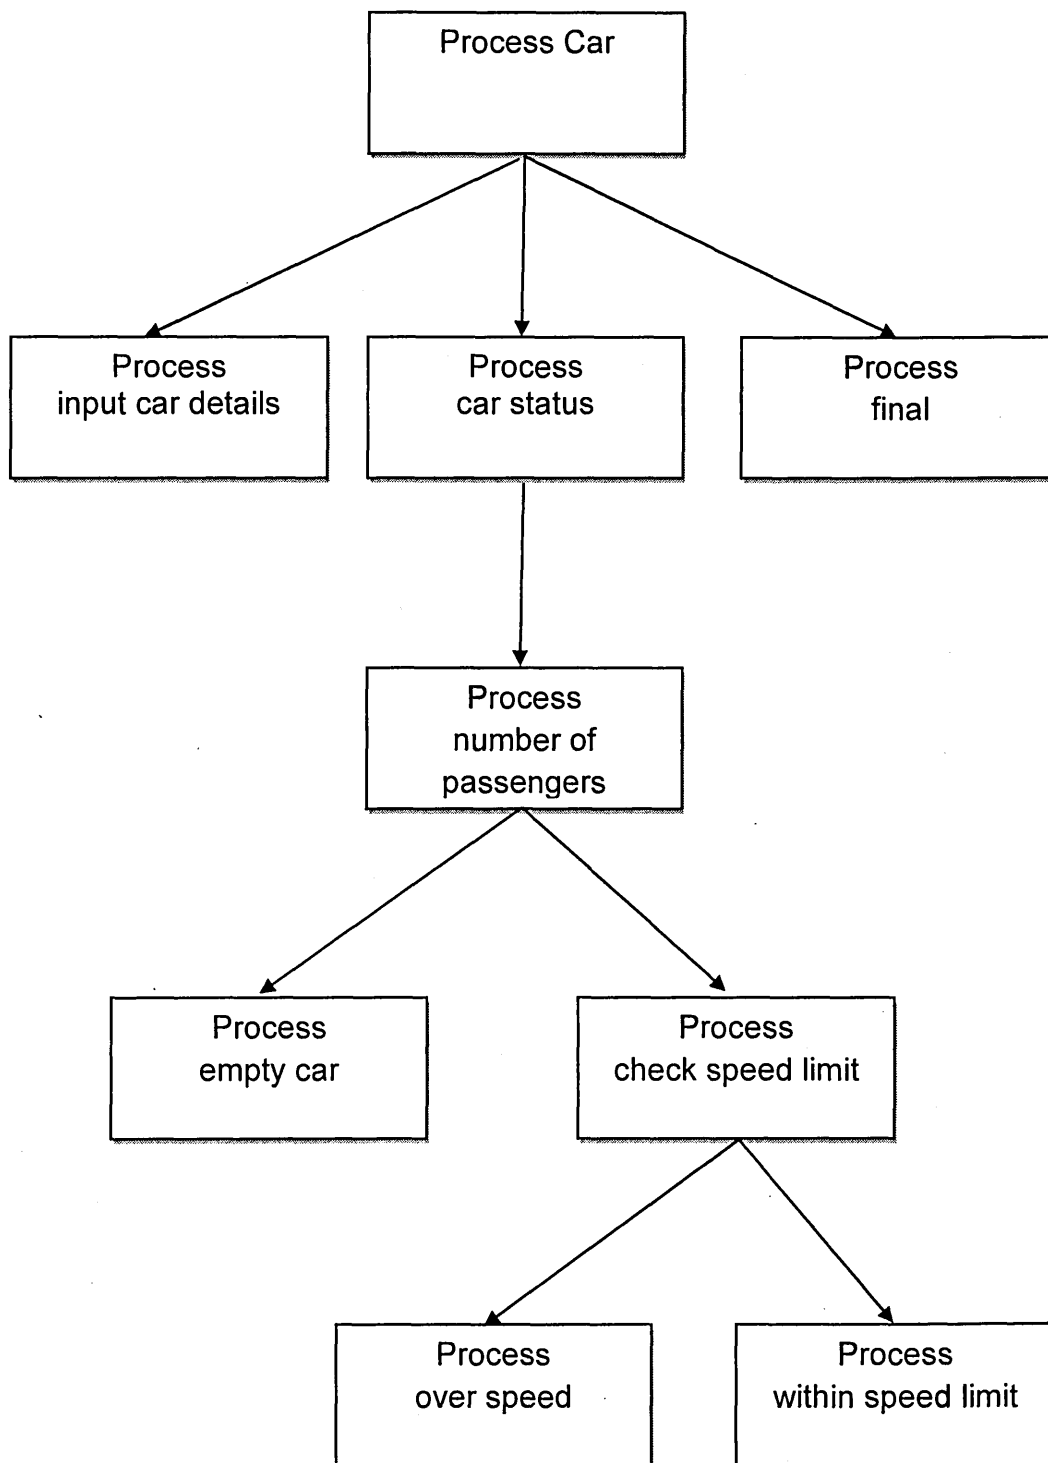 Process Car
Process
input car details
Process
car status
Process
final
Process
number of
passengers
Process
empty car
Process
check speed limit
Process
over speed
Process
within speed limit